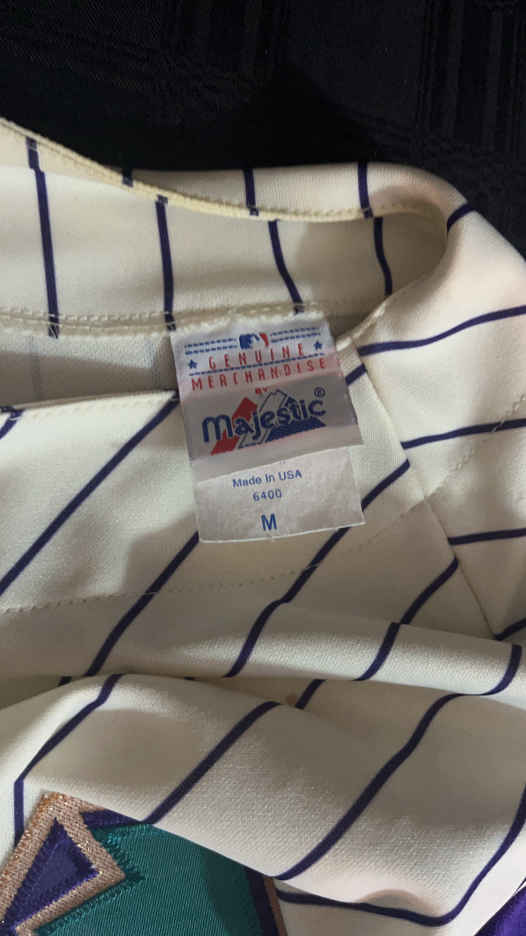 GENUINE
MERCHANDISE
Majestic®
Made In USA
6400
M